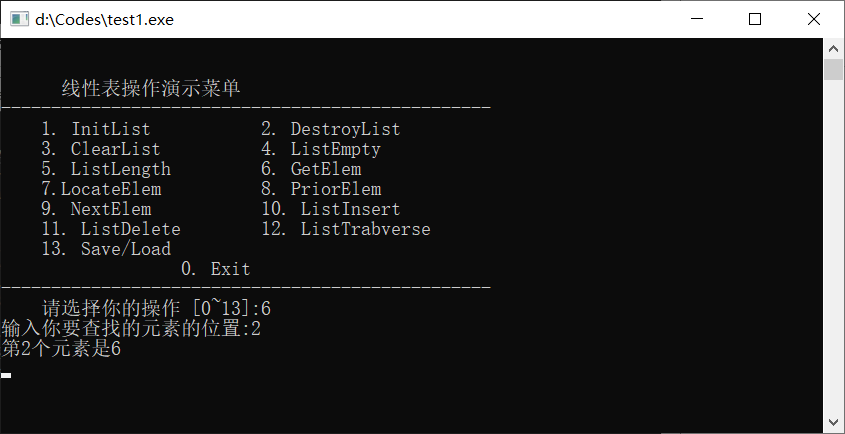 d:\Codes\test1.exe
线性表操作演示菜单
-------------------------------------------------
1. InitList 2. DestroyList
3. ClearList 4. ListEmpty
5. ListLength 6. GetElem
7.LocateElem 8. PriorElem
9. NextElem 10. ListInsert
11. ListDelete 12. ListTrabverse
13. Save/Load
0. Exit
-------------------------------------------------
请选择你的操作 [0~13]:6
输入你要查找的元素的位置:2
第2个元素是6